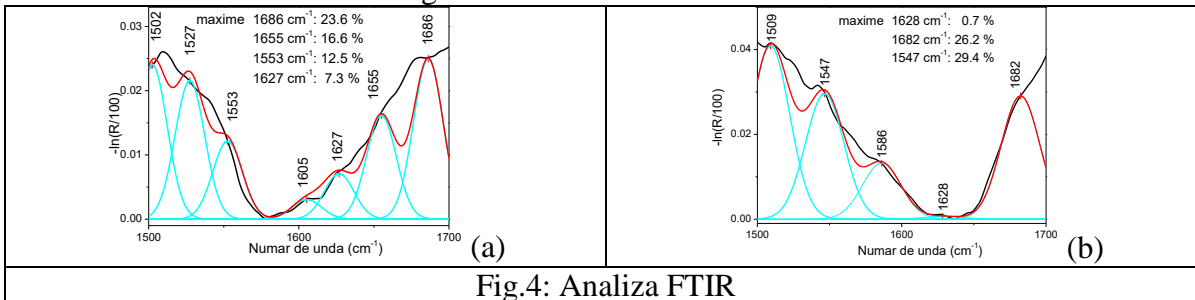 maxime 1686 cm⁻¹: 23.6 %
1655 cm⁻¹: 16.6 %
1553 cm⁻¹: 12.5 %
1627 cm⁻¹: 7.3 %
1502
1527
1553
1605
1627
1655
1686
-ln(R/100)
0.03
0.02
0.01
0.00
1500
1600
1700
Numar de unda (cm⁻¹)
(a)
maxime 1628 cm⁻¹: 0.7 %
1682 cm⁻¹: 26.2 %
1547 cm⁻¹: 29.4 %
1509
1547
1586
1628
1682
-ln(R/100)
0.04
0.02
0.00
1500
1600
1700
Numar de unda (cm⁻¹)
(b)
Fig.4: Analiza FTIR